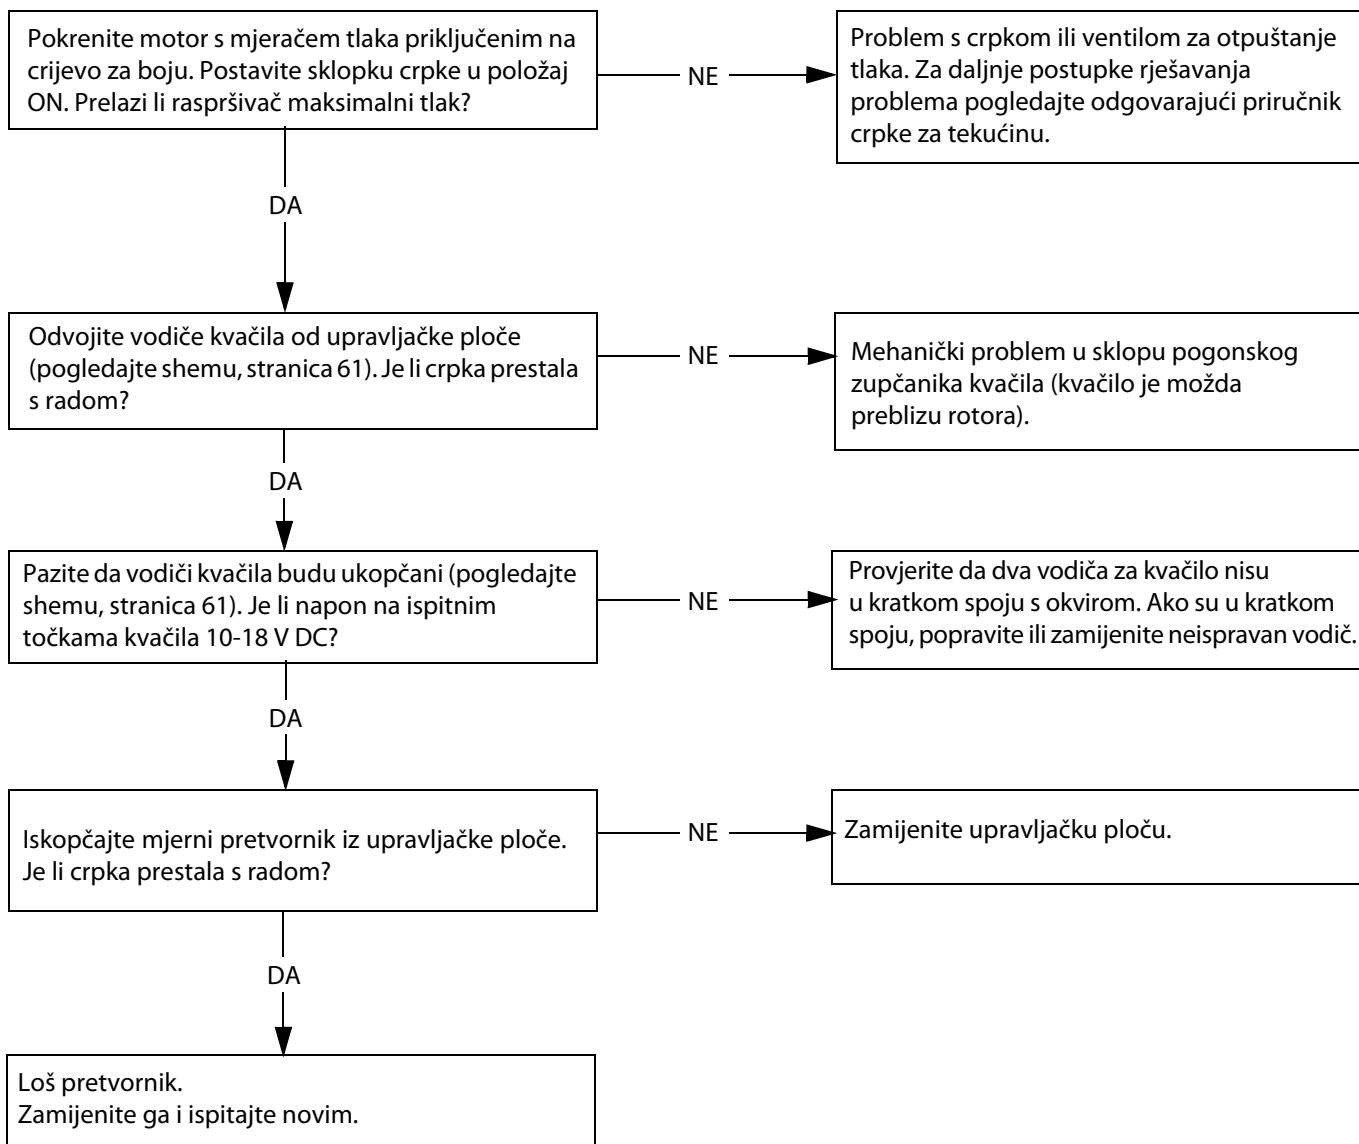 Pokrenite motor s mjeračem tlaka priključenim na
crijevo za boju. Postavite sklopku crpke u položaj
ON. Prelazi li raspršivač maksimalni tlak?
NE
Problem s crpkom ili ventilom za otpuštanje
tlaka. Za daljnje postupke rješavanja
problema pogledajte odgovarajući priručnik
crpke za tekućinu.
DA
Odvojite vodiče kvačila od upravljačke ploče
(pogledajte shemu, stranica 61). Je li crpka prestala
s radom?
NE
Mehanički problem u sklopu pogonskog
zupčanika kvačila (kvačilo je možda
preblizu rotora).
DA
Pazite da vodiči kvačila budu ukopčani (pogledajte
shemu, stranica 61). Je li napon na ispitnim
točkama kvačila 10-18 V DC?
NE
Provjerite da dva vodiča za kvačilo nisu
u kratkom spoju s okvirom. Ako su u kratkom
spoju, popravite ili zamijenite neispravan vodič.
DA
Iskopčajte mjerni pretvornik iz upravljačke ploče.
Je li crpka prestala s radom?
NE
Zamijenite upravljačku ploču.
DA
Loš pretvornik.
Zamijenite ga i ispitajte novim.